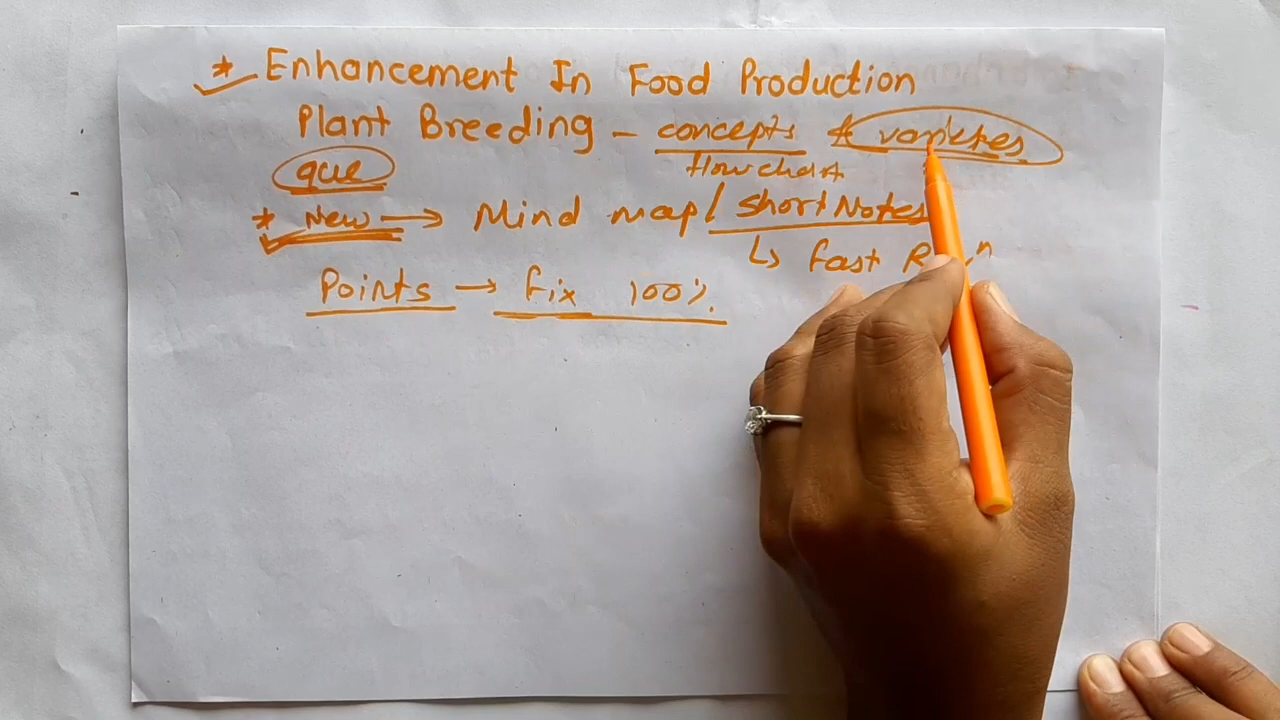 * Enhancement In Food Production
Plant Breeding - concepts & varieties
que
flowchart
* New → Mind map / Short Notes
↳ fast
Points → fix 100%.